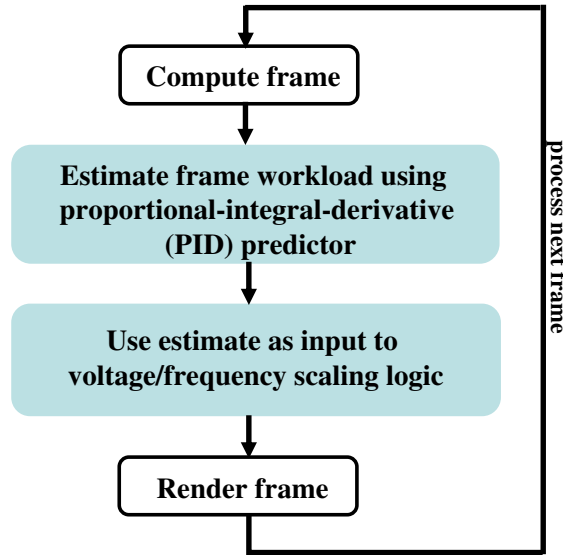 Compute frame
Estimate frame workload using
proportional-integral-derivative
(PID) predictor
Use estimate as input to
voltage/frequency scaling logic
Render frame
process next frame